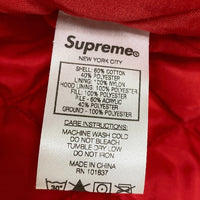 Supreme®
NEW YORK CITY
SHELL: 60% COTTON
40% POLYESTER
LINING: 100% NYLON
HOOD LINING: 100% POLYESTER
FILL: 100% POLYESTER
TILE - 60% ACRYLIC
40% POLYESTER
GROUND - 100% POLYESTER
CARE INSTRUCTIONS:
MACHINE WASH COLD
DO NOT BLEACH
TUMBLE DRY LOW
DO NOT IRON
MADE IN CHINA
RN 101837
30°